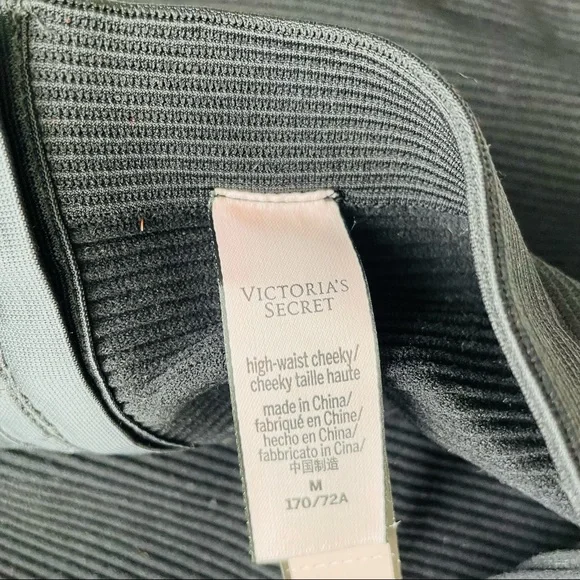 VICTORIA'S
SECRET
high-waist cheeky/
cheeky taille haute
made in China/
fabriqué en Chine/
hecho en China/
fabbricato in Cina/
中国制造
M
170/72A